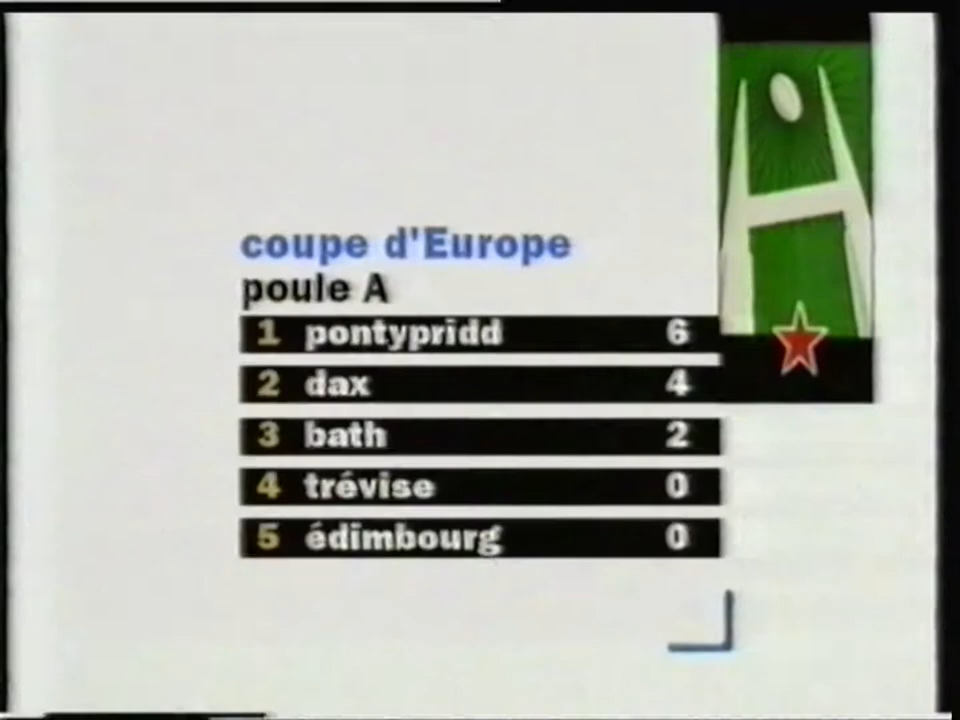 coupe d'Europe
poule A
1 pontypridd 6
2 dax 4
3 bath 2
4 trévise 0
5 édimbourg 0